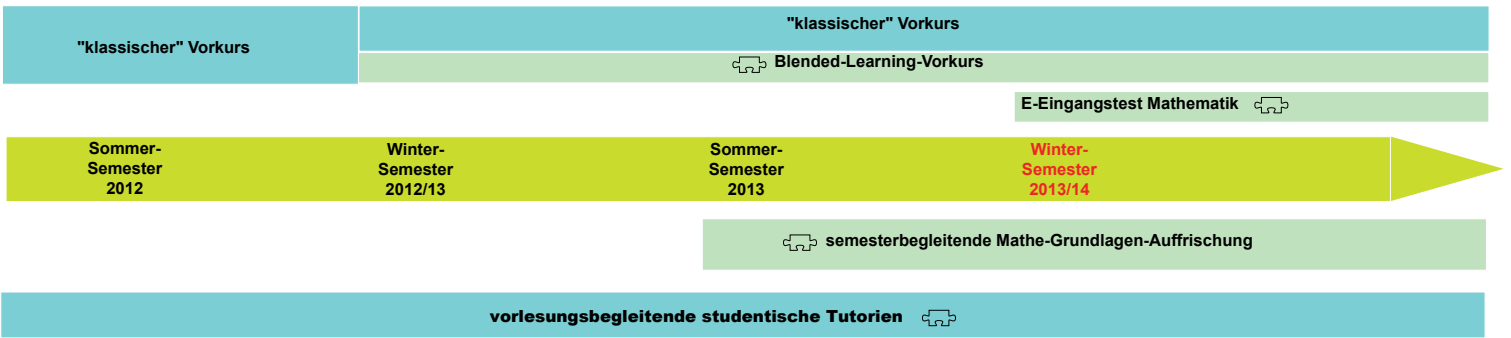 "klassischer" Vorkurs
"klassischer" Vorkurs
Blended-Learning-Vorkurs
E-Eingangstest Mathematik
Sommer-
Semester
2012
Winter-
Semester
2012/13
Sommer-
Semester
2013
Winter-
Semester
2013/14
semesterbegleitende Mathe-Grundlagen-Auffrischung
vorlesungsbegleitende studentische Tutorien